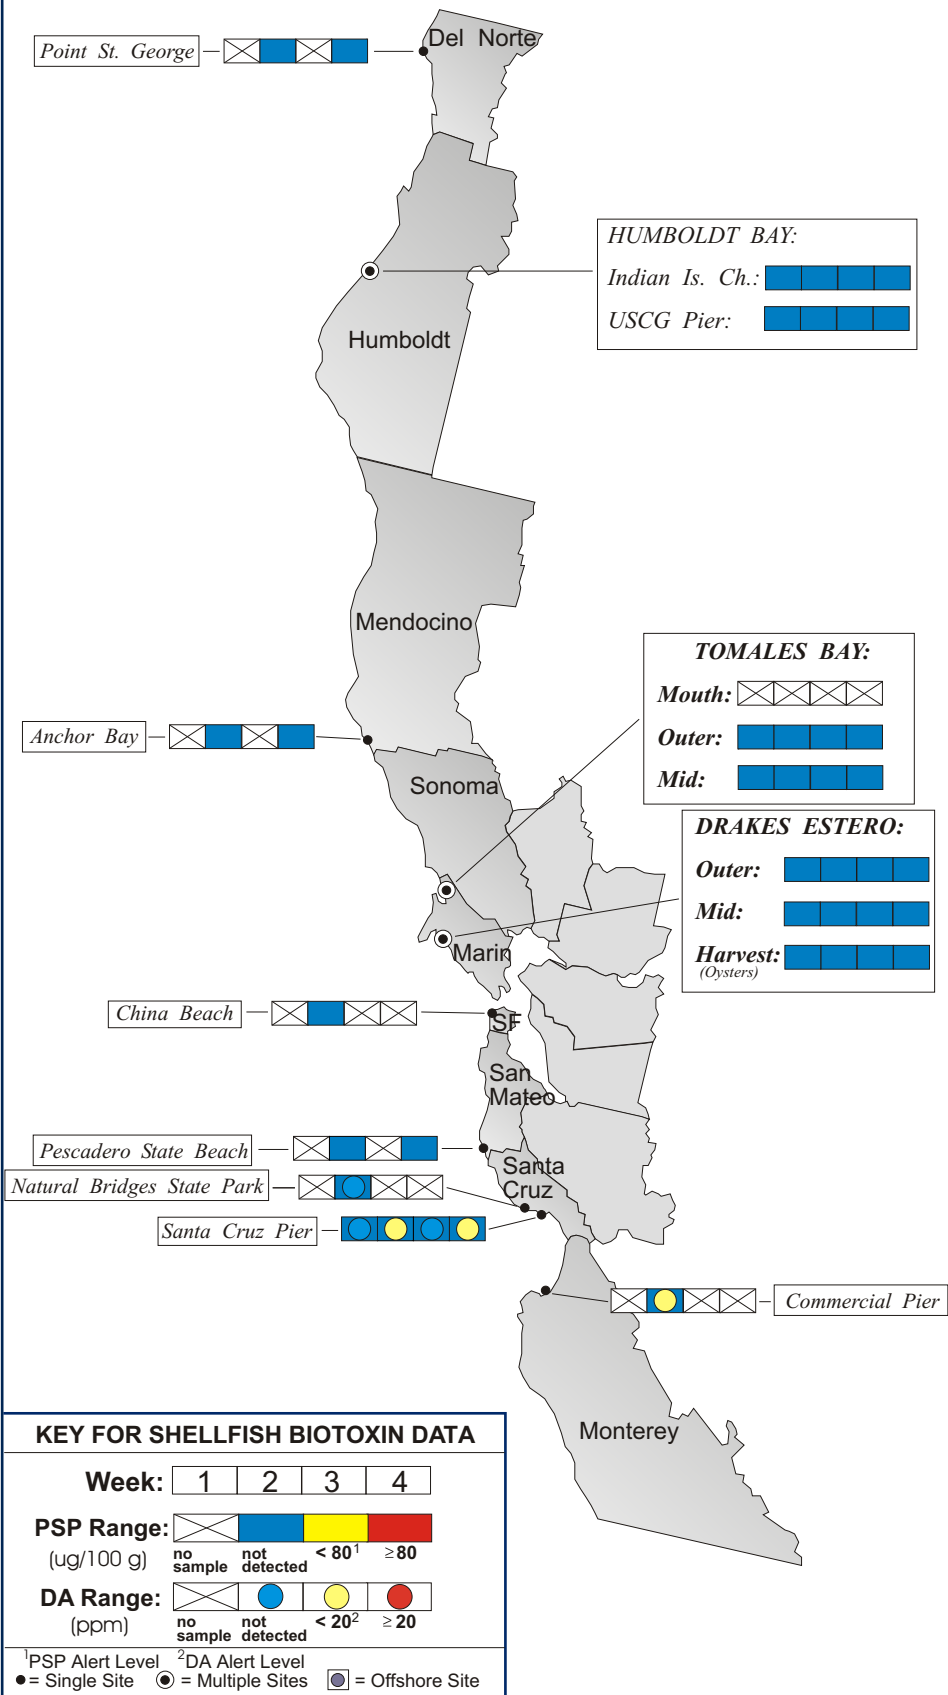 Del Norte
Point St. George
HUMBOLDT BAY:
Indian Is. Ch.:
USCG Pier:
Humboldt
Mendocino
TOMALES BAY:
Mouth:
Outer:
Mid:
Anchor Bay
Sonoma
DRAKES ESTERO:
Outer:
Mid:
Harvest:
(Oysters)
Marin
China Beach
SF
San
Mateo
Pescadero State Beach
Santa
Cruz
Natural Bridges State Park
Santa Cruz Pier
Commercial Pier
Monterey
KEY FOR SHELLFISH BIOTOXIN DATA
Week: 1 2 3 4
PSP Range:
(ug/100 g)
no sample not detected < 80¹ ≥80
DA Range:
(ppm)
no sample not detected < 20² ≥ 20
¹PSP Alert Level ²DA Alert Level
= Single Site = Multiple Sites = Offshore Site